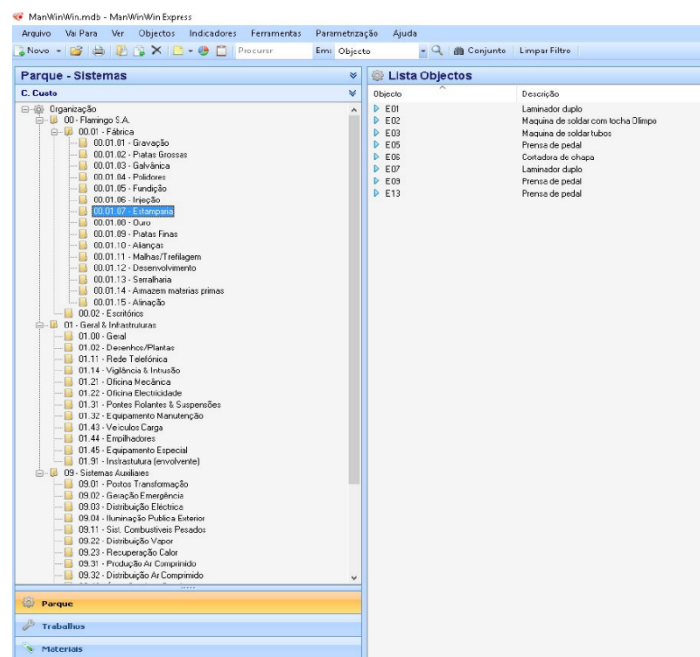 ManWinWin.mdb - ManWinWin Express
Arquivo Vai Para Ver Objectos Indicadores Ferramentas Parametrização Ajuda
Novo Procurar Em: Objecto Conjunto Limpar Filtro
Parque - Sistemas
C. Custo
Organização
00 - Flamingo S.A.
00.01 - Fábrica
00.01.01 - Gravação
00.01.02 - Pratas Grossas
00.01.03 - Galvânica
00.01.04 - Polidores
00.01.05 - Fundição
00.01.06 - Injeção
00.01.07 - Estamparia
00.01.08 - Ouro
00.01.09 - Pratas Finas
00.01.10 - Alianças
00.01.11 - Malhas/Trefilagem
00.01.12 - Desenvolvimento
00.01.13 - Serralharia
00.01.14 - Armazem materias primas
00.01.15 - Afinação
00.02 - Escritórios
01 - Geral & Infrastruturas
01.00 - Geral
01.02 - Desenhos/Plantas
01.11 - Rede Telefónica
01.14 - Vigilância & Intrusão
01.21 - Oficina Mecânica
01.22 - Oficina Electricidade
01.31 - Pontes Rolantes & Suspensões
01.32 - Equipamento Manutenção
01.43 - Veiculos Carga
01.44 - Empilhadores
01.45 - Equipamento Especial
01.91 - Instrastutura (envolvente)
09 - Sistemas Auxiliares
09.01 - Postos Transformação
09.02 - Geração Emergência
09.03 - Distribuição Eléctrica
09.04 - Iluminação Publica Exterior
09.11 - Sist. Combustíveis Pesados
09.22 - Distribuição Vapor
09.23 - Recuperação Calor
09.31 - Produção Ar Comprimido
09.32 - Distribuição Ar Comprimido
Parque
Trabalhos
Materiais
Lista Objectos
Objecto Descrição
E01 Laminador duplo
E02 Maquina de soldar com tocha Olimpo
E03 Maquina de soldar tubos
E05 Prensa de pedal
E06 Cortadora de chapa
E07 Laminador duplo
E09 Prensa de pedal
E13 Prensa de pedal